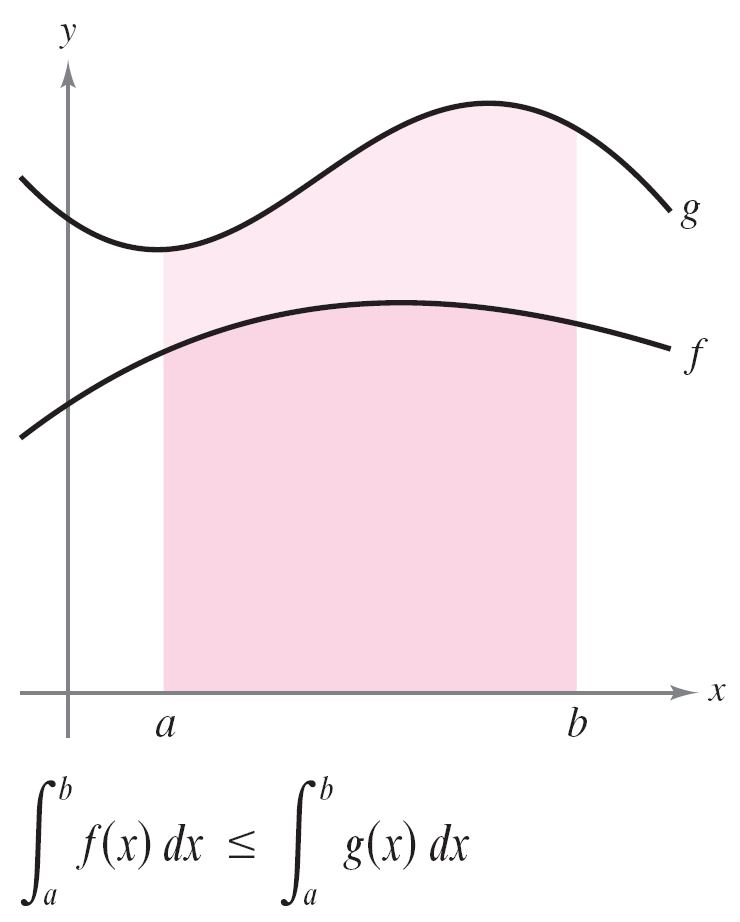 y
g
f
x
a b
∫_a^b f(x) dx ≤ ∫_a^b g(x) dx